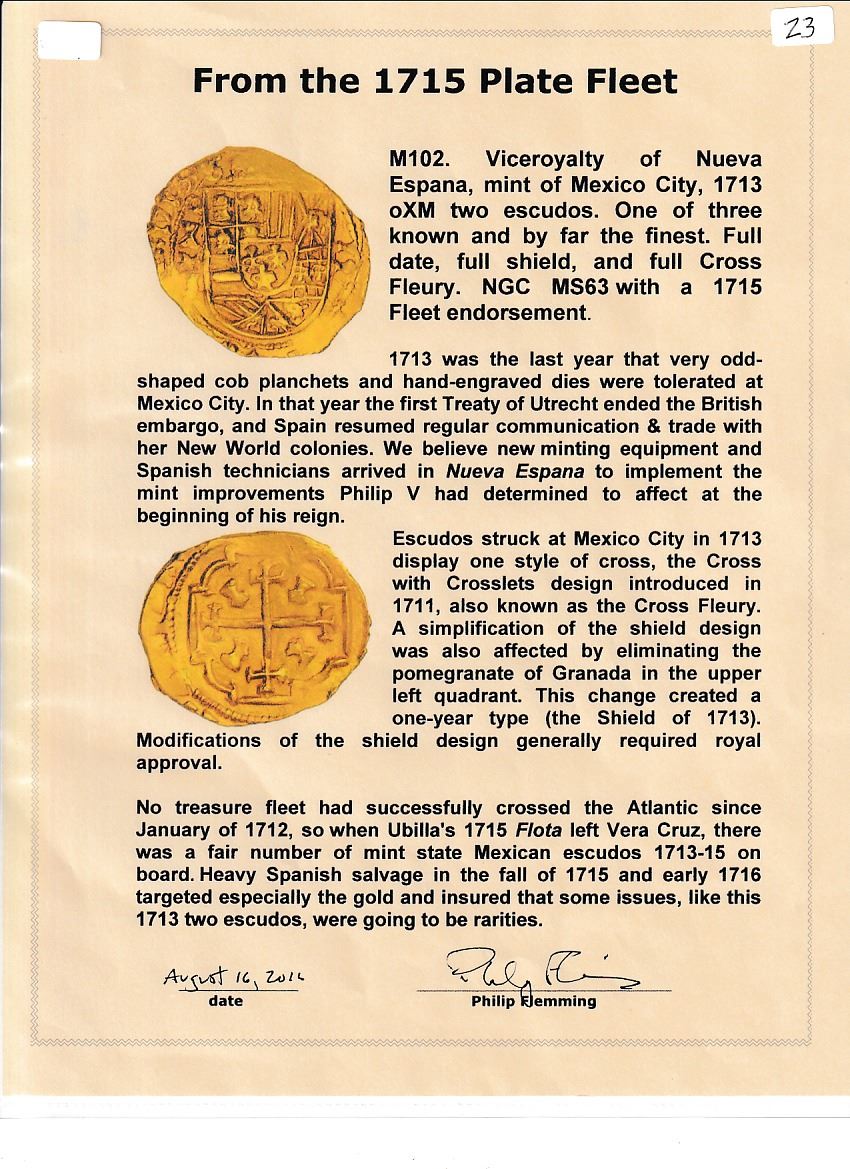 23
From the 1715 Plate Fleet
M102. Viceroyalty of Nueva
Espana, mint of Mexico City, 1713
oXM two escudos. One of three
known and by far the finest. Full
date, full shield, and full Cross
Fleury. NGC MS63 with a 1715
Fleet endorsement.
1713 was the last year that very odd-
shaped cob planchets and hand-engraved dies were tolerated at
Mexico City. In that year the first Treaty of Utrecht ended the British
embargo, and Spain resumed regular communication & trade with
her New World colonies. We believe new minting equipment and
Spanish technicians arrived in Nueva Espana to implement the
mint improvements Philip V had determined to affect at the
beginning of his reign.
Escudos struck at Mexico City in 1713
display one style of cross, the Cross
with Crosslets design introduced in
1711, also known as the Cross Fleury.
A simplification of the shield design
was also affected by eliminating the
pomegranate of Granada in the upper
left quadrant. This change created a
one-year type (the Shield of 1713).
Modifications of the shield design generally required royal
approval.
No treasure fleet had successfully crossed the Atlantic since
January of 1712, so when Ubilla's 1715 Flota left Vera Cruz, there
was a fair number of mint state Mexican escudos 1713-15 on
board. Heavy Spanish salvage in the fall of 1715 and early 1716
targeted especially the gold and insured that some issues, like this
1713 two escudos, were going to be rarities.
August 16,
date
Philip Flemming